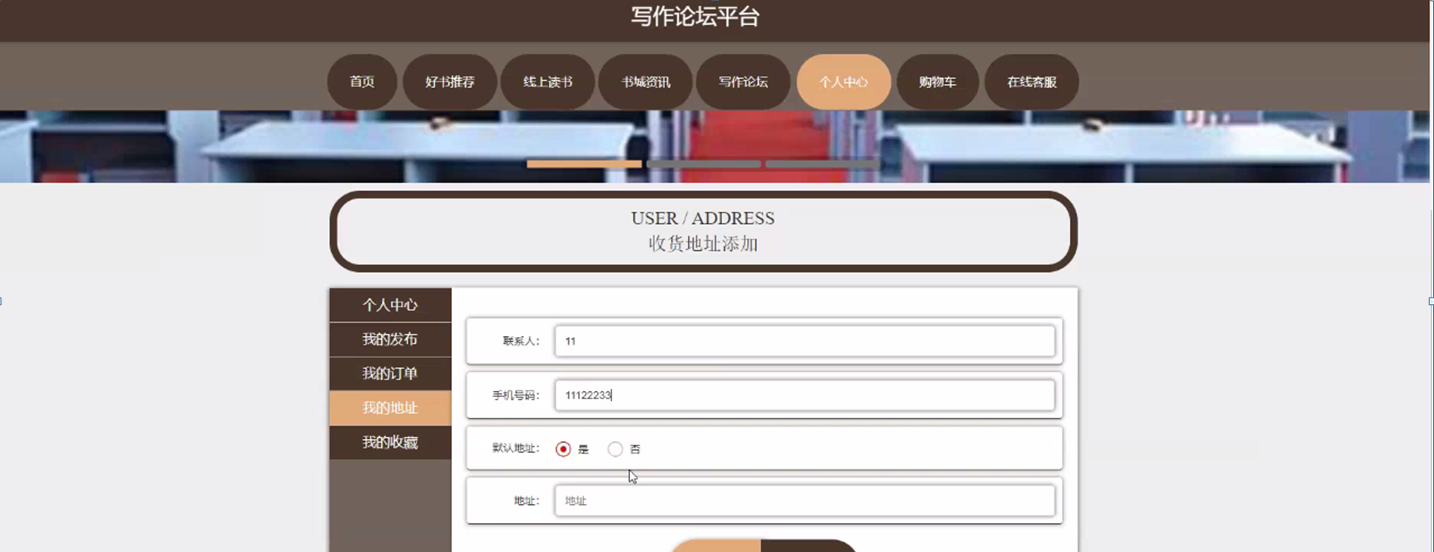 写作论坛平台
首页 好书推荐 线上读书 书城资讯 写作论坛 个人中心 购物车 在线客服
USER / ADDRESS
收货地址添加
个人中心
我的发布
我的订单
我的地址
我的收藏
联系人： 11
手机号码： 11122233
默认地址： 是 否
地址： 地址